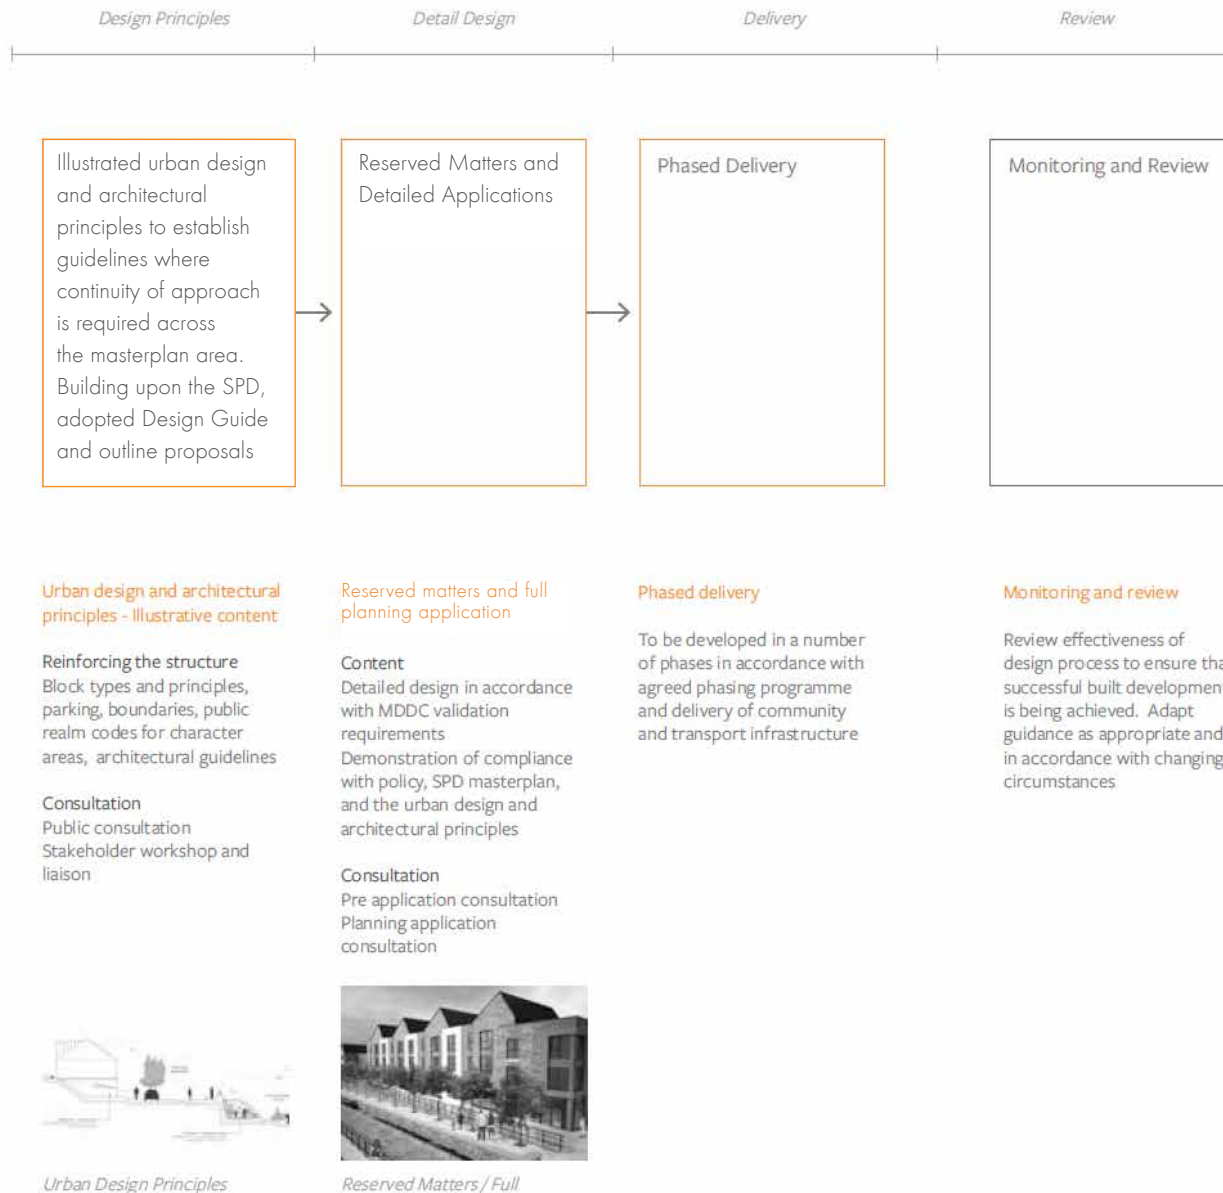 Design Principles
Detail Design
Delivery
Review
Illustrated urban design
and architectural
principles to establish
guidelines where
continuity of approach
is required across
the masterplan area.
Building upon the SPD,
adopted Design Guide
and outline proposals
Reserved Matters and
Detailed Applications
Phased Delivery
Monitoring and Review
Urban design and architectural
principles - Illustrative content
Reinforcing the structure
Block types and principles,
parking, boundaries, public
realm codes for character
areas, architectural guidelines
Consultation
Public consultation
Stakeholder workshop and
liaison
Reserved matters and full
planning application
Content
Detailed design in accordance
with MDDC validation
requirements
Demonstration of compliance
with policy, SPD masterplan,
and the urban design and
architectural principles
Consultation
Pre application consultation
Planning application
consultation
Phased delivery
To be developed in a number
of phases in accordance with
agreed phasing programme
and delivery of community
and transport infrastructure
Monitoring and review
Review effectiveness of
design process to ensure tha
successful built development
is being achieved. Adapt
guidance as appropriate and
in accordance with changing
circumstances
Urban Design Principles
Reserved Matters / Full